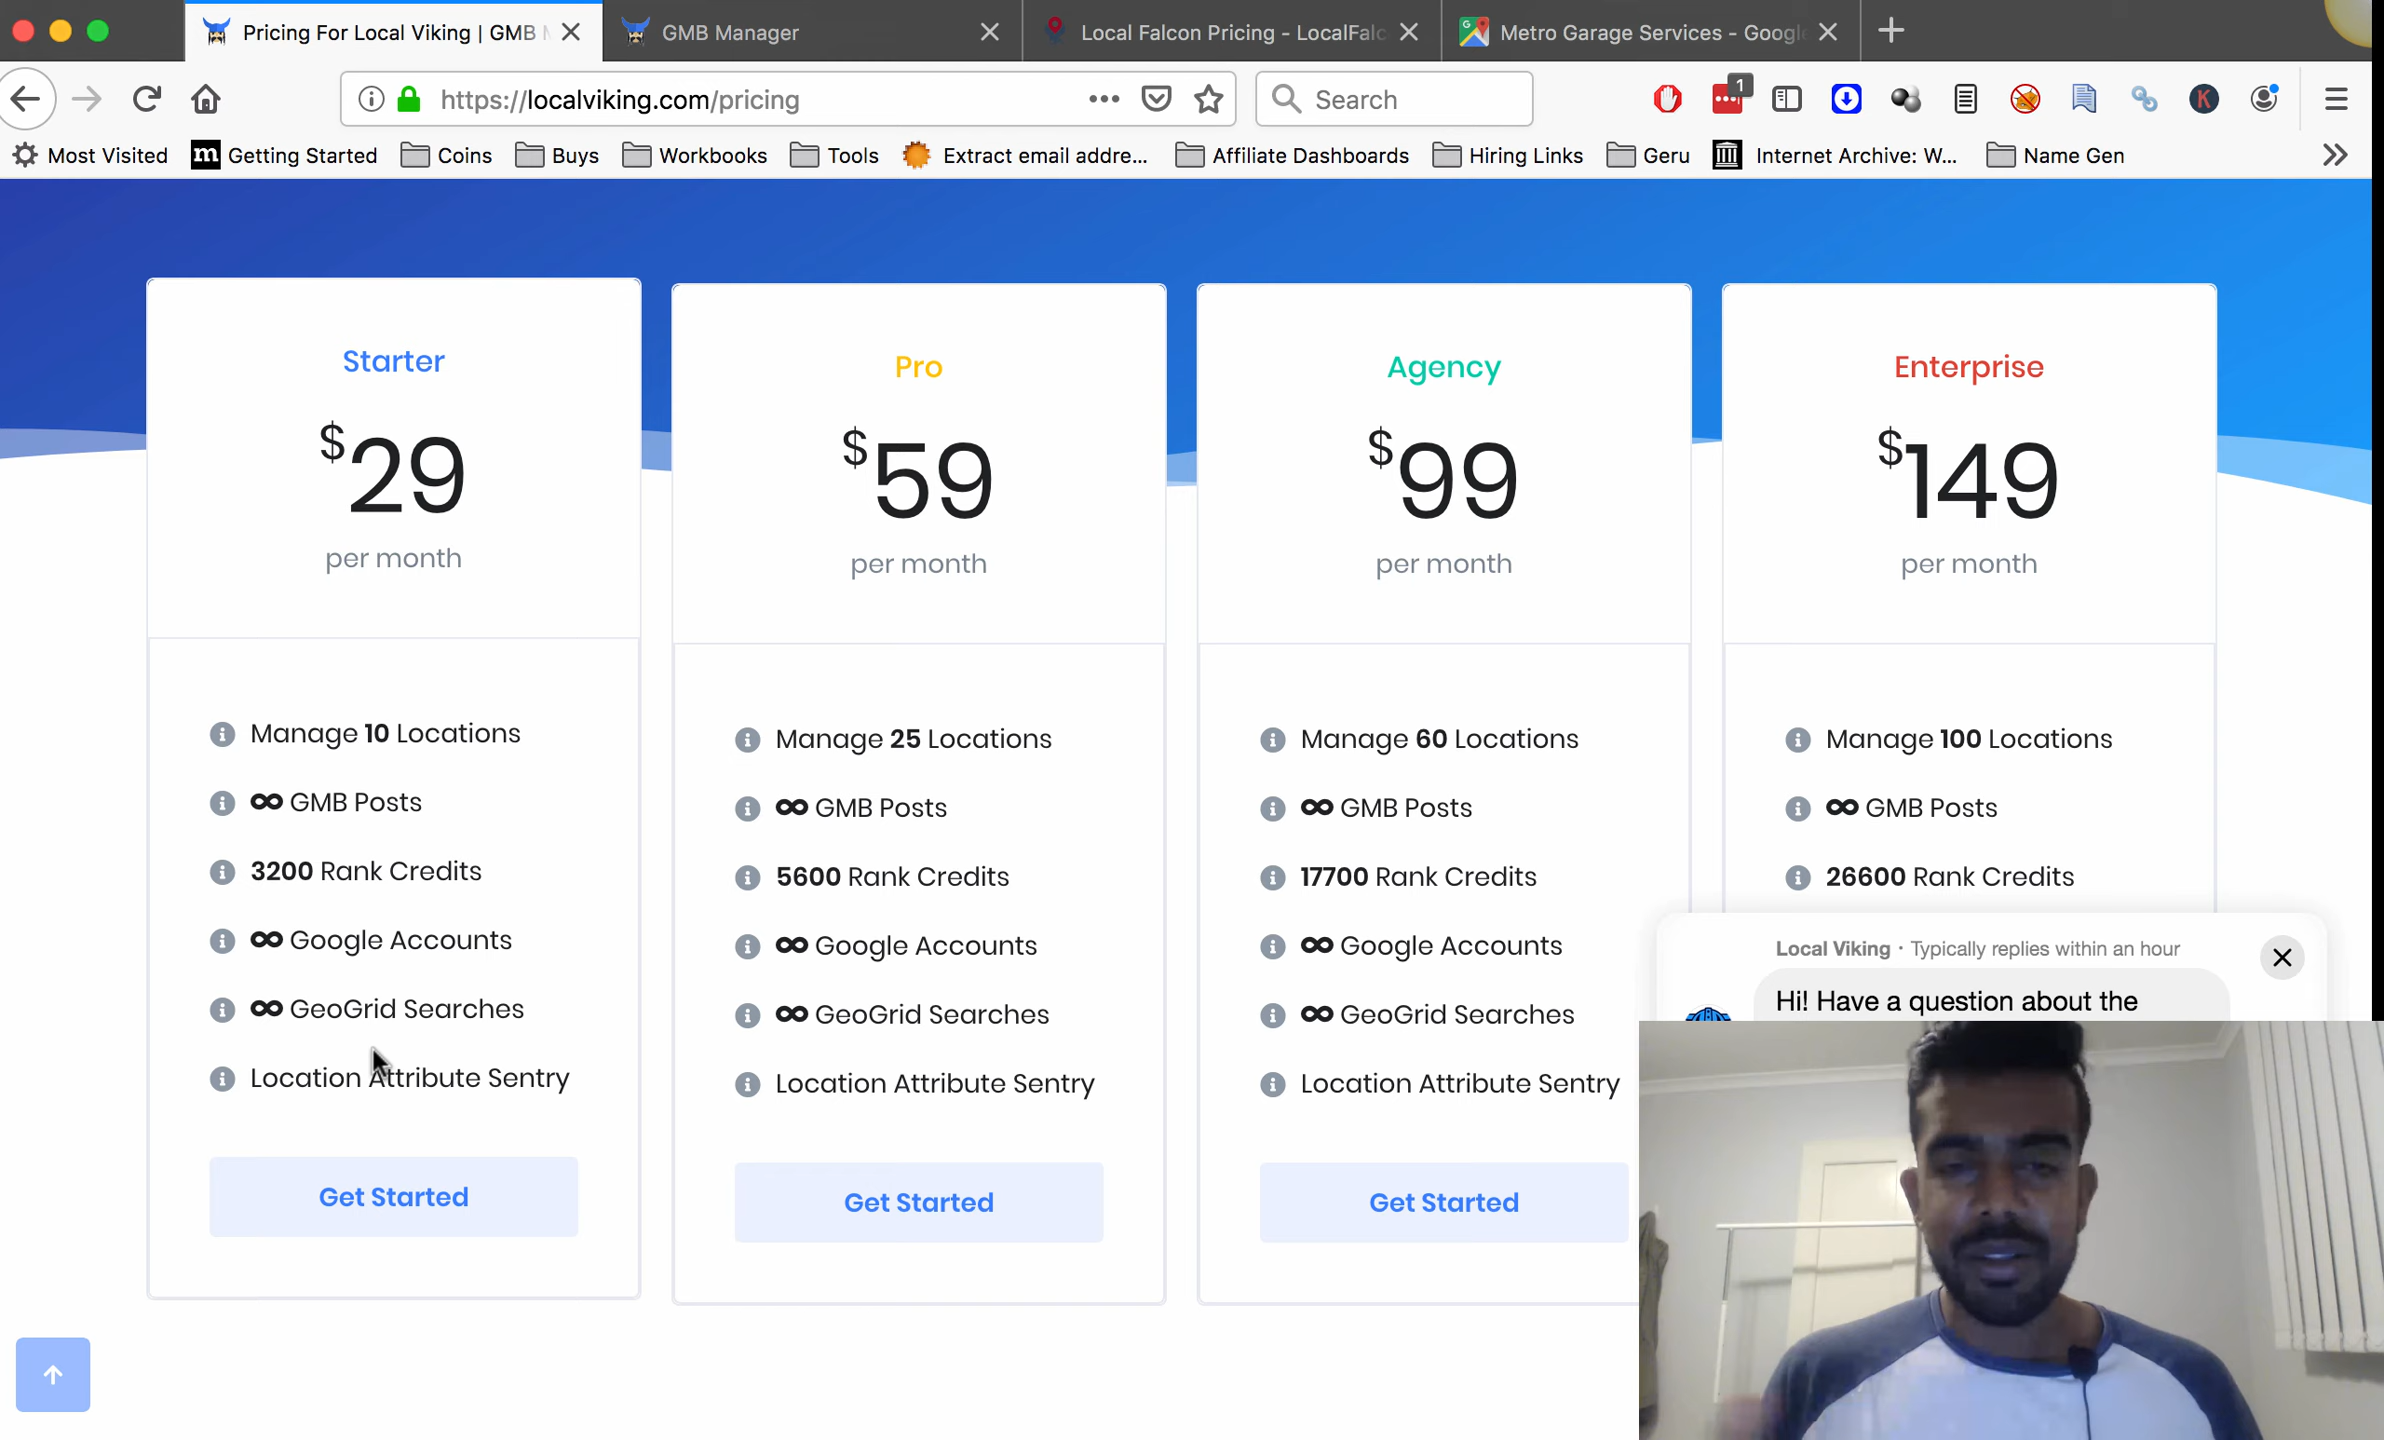 Pricing For Local Viking | GMB
GMB Manager
Local Falcon Pricing - LocalFalc
Metro Garage Services - Googl
https://localviking.com/pricing
Search
1
Most Visited
Getting Started
Coins
Buys
Workbooks
Tools
Extract email addre...
Affiliate Dashboards
Hiring Links
Geru
Internet Archive: W...
Name Gen
Starter
$29
per month
Manage 10 Locations
∞ GMB Posts
3200 Rank Credits
∞ Google Accounts
∞ GeoGrid Searches
Location Attribute Sentry
Get Started
Pro
$59
per month
Manage 25 Locations
∞ GMB Posts
5600 Rank Credits
∞ Google Accounts
∞ GeoGrid Searches
Location Attribute Sentry
Get Started
Agency
$99
per month
Manage 60 Locations
∞ GMB Posts
17700 Rank Credits
∞ Google Accounts
∞ GeoGrid Searches
Location Attribute Sentry
Get Started
Enterprise
$149
per month
Manage 100 Locations
∞ GMB Posts
26600 Rank Credits
Local Viking · Typically replies within an hour
Hi! Have a question about the